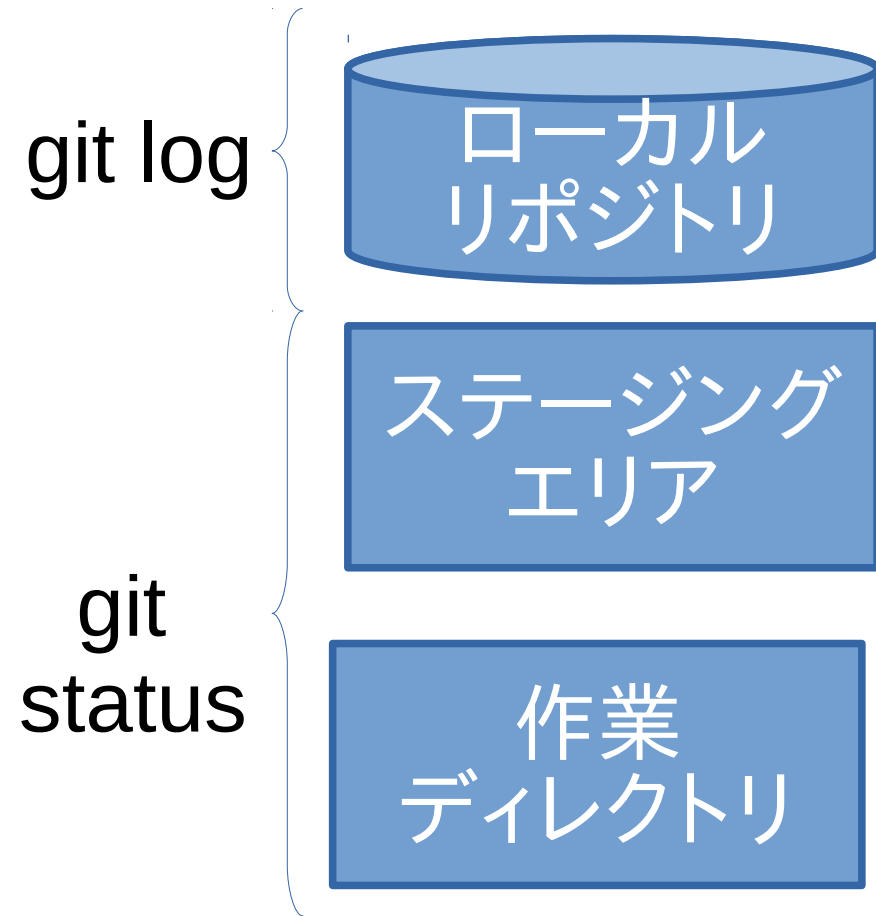 git log
ローカル
リポジトリ
ステージング
エリア
git
status
作業
ディレクトリ